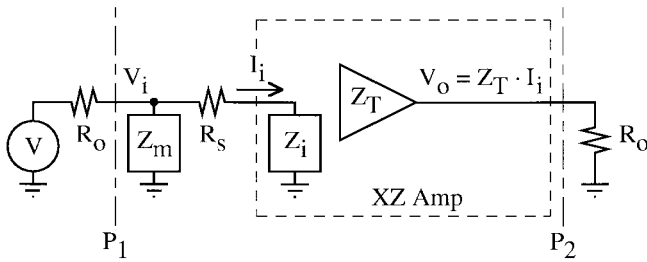 V_i
I_i
Z_T
V_o = Z_T · I_i
R_o
Z_m
R_s
Z_i
V
R_o
XZ Amp
P_1
P_2